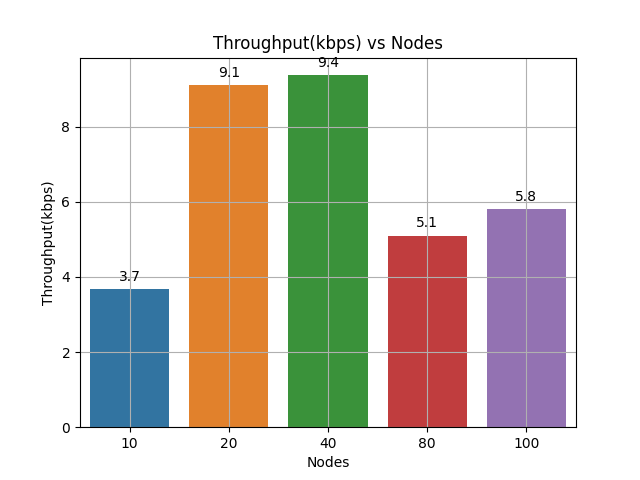 Throughput(kbps) vs Nodes
9.4
9.1
8
6
5.8
5.1
4
3.7
2
0
Throughput(kbps)
10 20 40 80 100
Nodes